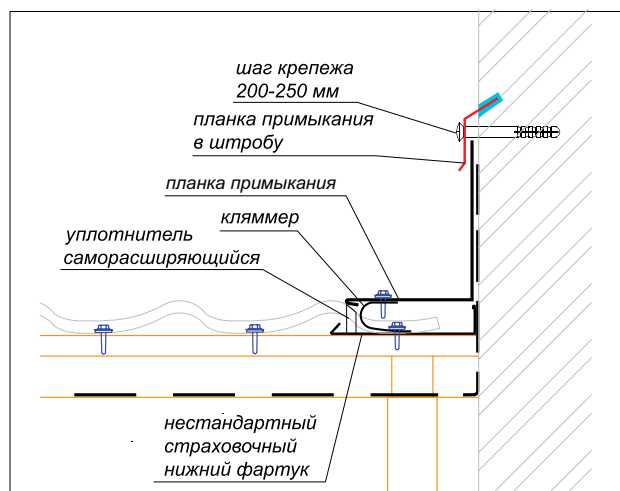 шаг крепежа
200-250 мм
планка примыкания
в штробу
планка примыкания
кляммер
уплотнитель
саморасширяющийся
нестандартный
страховочный
нижний фартук